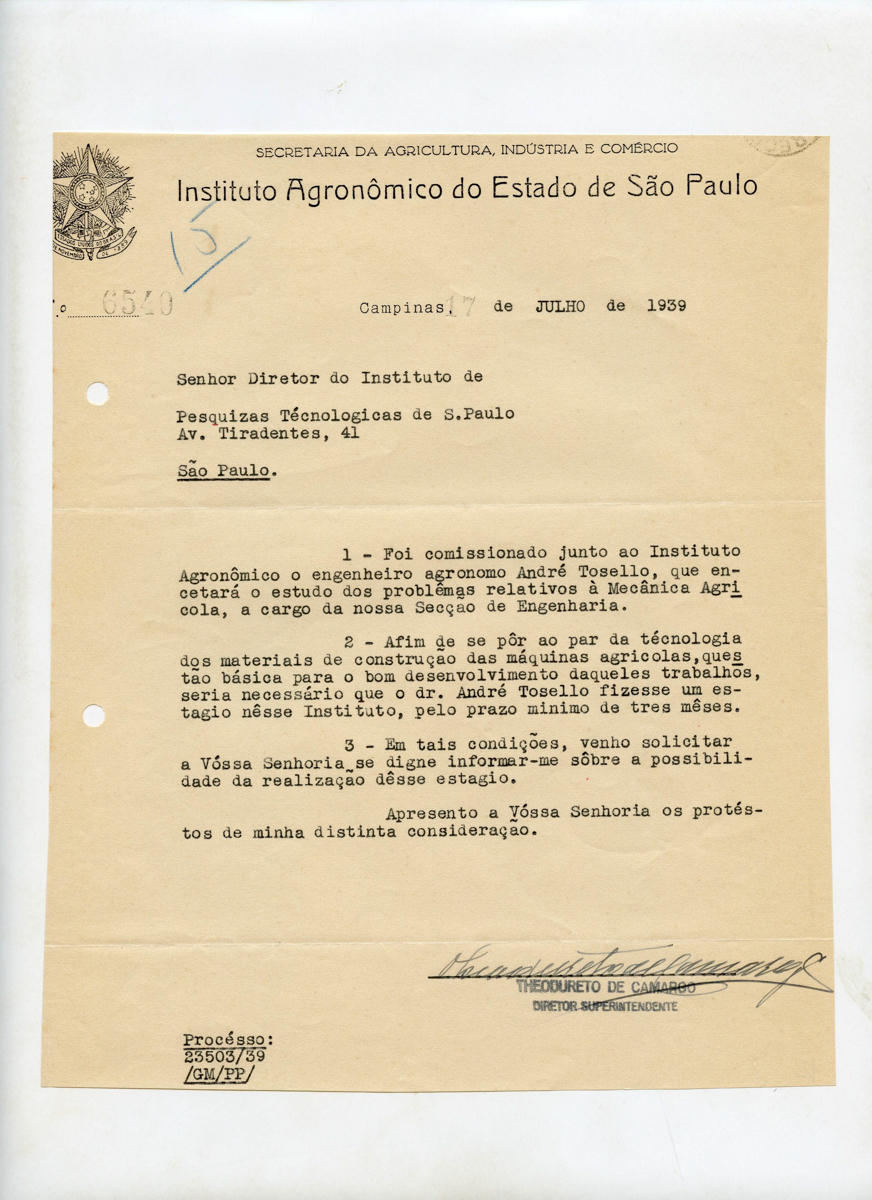 SECRETARIA DA AGRICULTURA, INDÚSTRIA E COMÉRCIO
Instituto Agronômico do Estado de São Paulo
ESTADOS UNIDOS DO BRASIL
15
.o 6540
Campinas, 17 de JULHO de 1939
Senhor Diretor do Instituto de
Pesquizas Técnologicas de S.Paulo
Av. Tiradentes, 41
São Paulo.
1 - Foi comissionado junto ao Instituto
Agronômico o engenheiro agronomo André Tosello, que en-
cetará o estudo dos problêmas relativos à Mecânica Agri
cola, a cargo da nossa Secção de Engenharia.
2 - Afim de se pôr ao par da técnologia
dos materiais de construção das máquinas agricolas,ques
tão básica para o bom desenvolvimento daqueles trabalhos,
seria necessário que o dr. André Tosello fizesse um es-
tagio nêsse Instituto, pelo prazo minimo de tres mêses.
3 - Em tais condições, venho solicitar
a Vóssa Senhoria se digne informar-me sôbre a possibili-
dade da realização dêsse estagio.
Apresento a Vóssa Senhoria os protés-
tos de minha distinta consideração.
THEODURETO DE CAMARGO
DIRETOR SUPERINTENDENTE
Procésso:
23503/39
/GM/PP/